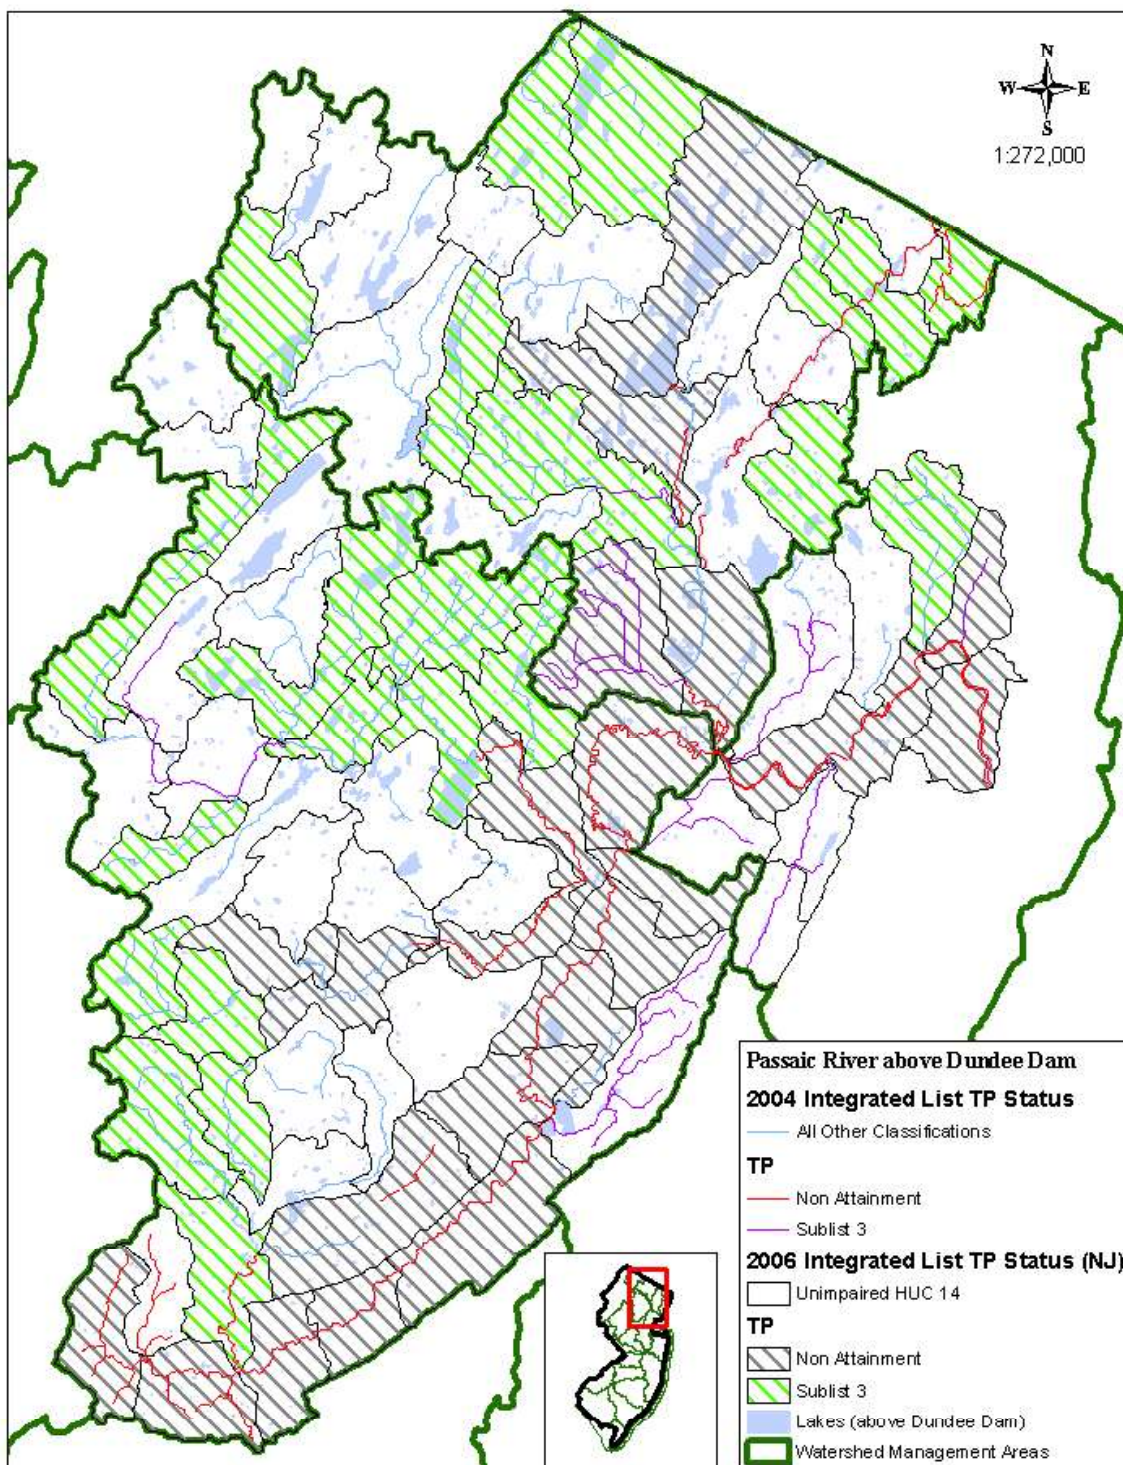 N
W E
S
1:272,000
Passaic River above Dundee Dam
2004 Integrated List TP Status
All Other Classifications
TP
Non Attainment
Sublist 3
2006 Integrated List TP Status (NJ)
Unimpaired HUC 14
TP
Non Attainment
Sublist 3
Lakes (above Dundee Dam)
Watershed Management Areas